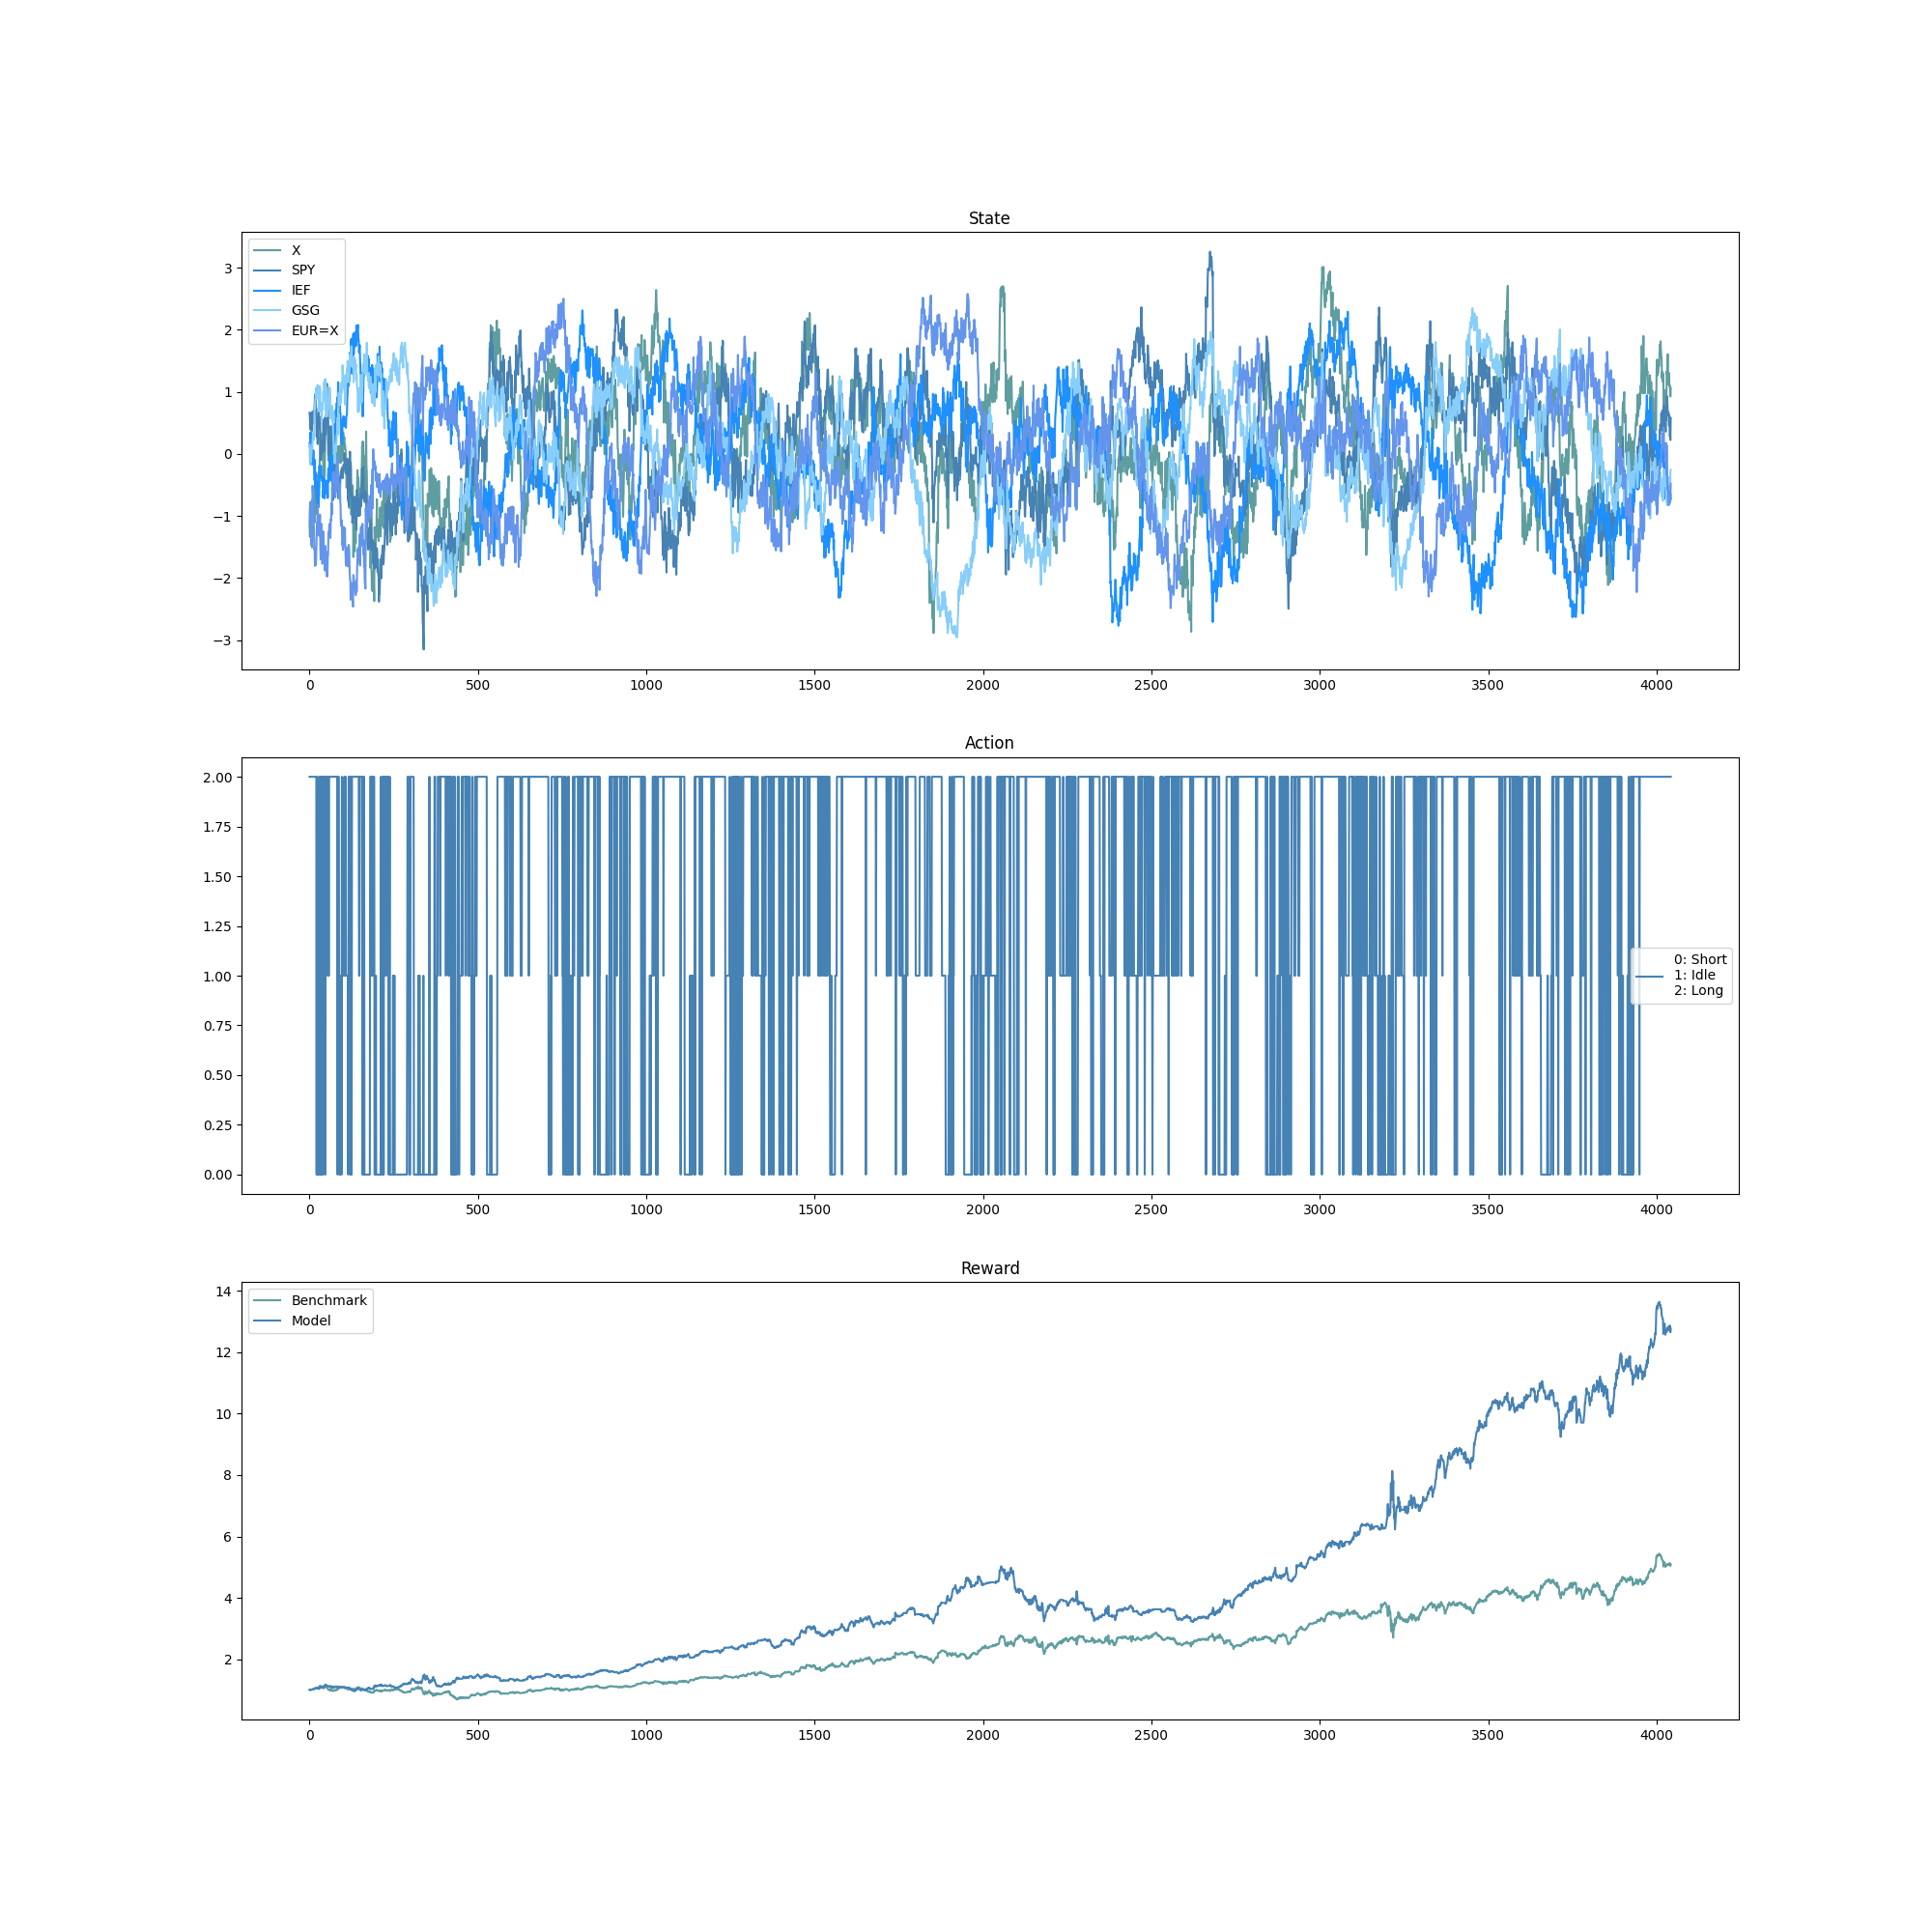 State
X
SPY
IEF
GSG
EUR=X
3
2
1
0
−1
−2
−3
0 500 1000 1500 2000 2500 3000 3500 4000
Action
2.00
1.75
1.50
1.25
1.00
0.75
0.50
0.25
0.00
0: Short
1: Idle
2: Long
0 500 1000 1500 2000 2500 3000 3500 4000
Reward
Benchmark
Model
14
12
10
8
6
4
2
0 500 1000 1500 2000 2500 3000 3500 4000